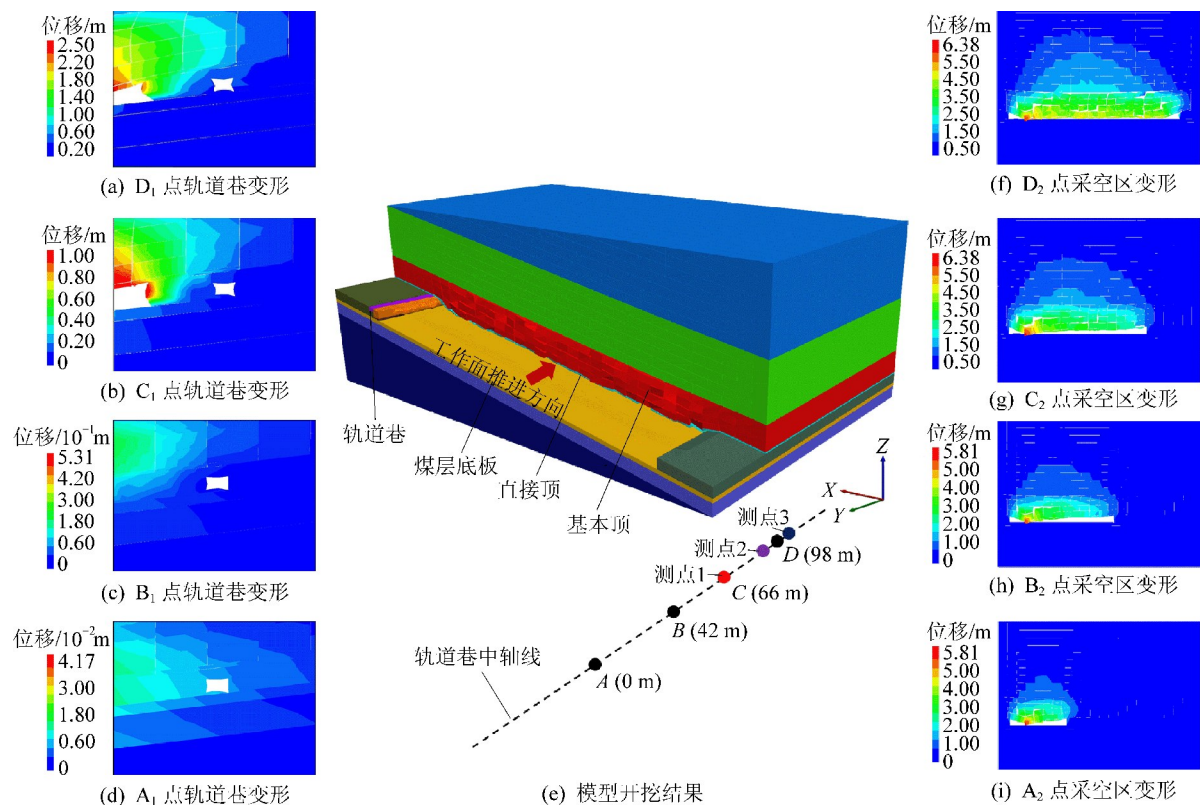 位移/m
2.50
2.20
1.80
1.40
1.00
0.60
0.20
(a) D₁ 点轨道巷变形
位移/m
1.00
0.80
0.60
0.40
0.20
0
(b) C₁ 点轨道巷变形
位移/10⁻¹m
5.31
4.20
3.00
1.80
0.60
0
(c) B₁ 点轨道巷变形
位移/10⁻²m
4.17
3.00
1.80
0.60
0
(d) A₁ 点轨道巷变形
工作面推进方向
轨道巷
煤层底板
直接顶
基本顶
Z
X
Y
测点3
测点2
D (98 m)
测点1
C (66 m)
B (42 m)
轨道巷中轴线
A (0 m)
(e) 模型开挖结果
位移/m
6.38
5.50
4.50
3.50
2.50
1.50
0.50
(f) D₂ 点采空区变形
位移/m
6.38
5.50
4.50
3.50
2.50
1.50
0.50
(g) C₂ 点采空区变形
位移/m
5.81
5.00
4.00
3.00
2.00
1.00
0
(h) B₂ 点采空区变形
位移/m
5.81
5.00
4.00
3.00
2.00
1.00
0
(i) A₂ 点采空区变形